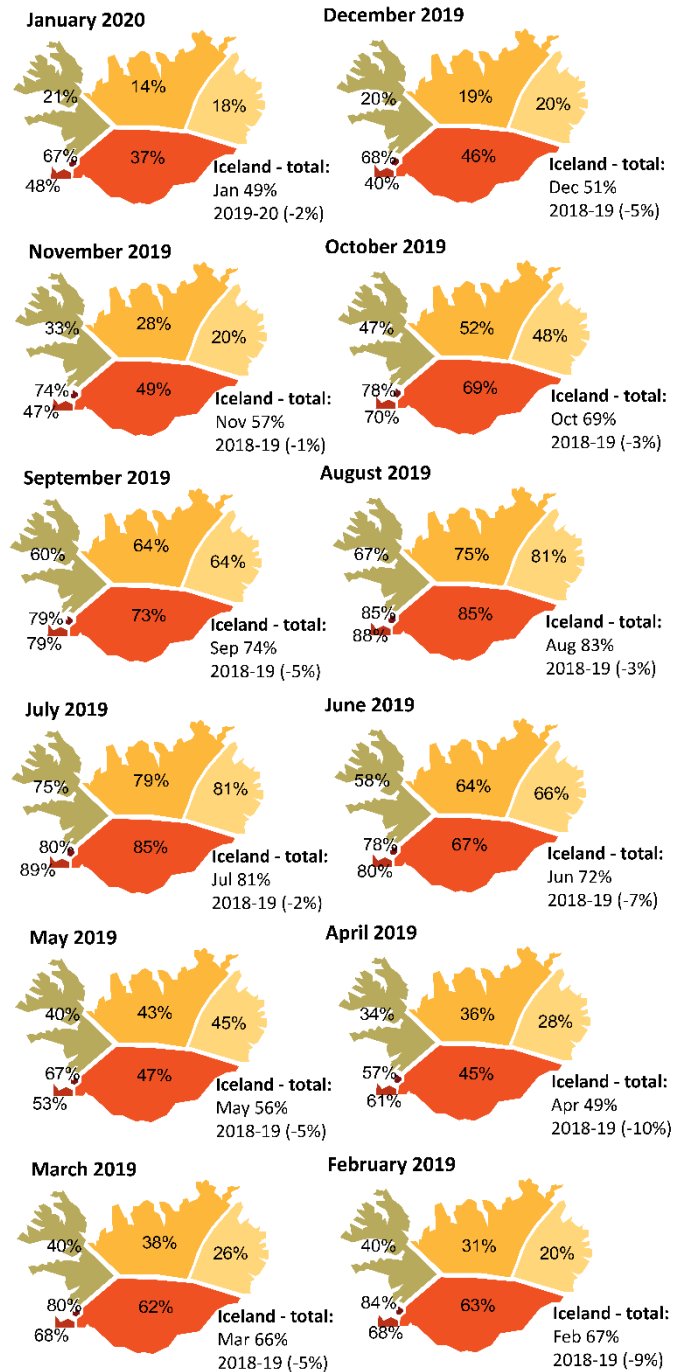 January 2020
21%
14%
18%
67%
37%
48%
Iceland - total:
Jan 49%
2019-20 (-2%)
December 2019
20%
19%
20%
68%
46%
40%
Iceland - total:
Dec 51%
2018-19 (-5%)
November 2019
33%
28%
20%
74%
49%
47%
Iceland - total:
Nov 57%
2018-19 (-1%)
October 2019
47%
52%
48%
78%
69%
70%
Iceland - total:
Oct 69%
2018-19 (-3%)
September 2019
60%
64%
64%
79%
73%
79%
Iceland - total:
Sep 74%
2018-19 (-5%)
August 2019
67%
75%
81%
85%
85%
88%
Iceland - total:
Aug 83%
2018-19 (-3%)
July 2019
75%
79%
81%
80%
85%
89%
Iceland - total:
Jul 81%
2018-19 (-2%)
June 2019
58%
64%
66%
78%
67%
80%
Iceland - total:
Jun 72%
2018-19 (-7%)
May 2019
40%
43%
45%
67%
47%
53%
Iceland - total:
May 56%
2018-19 (-5%)
April 2019
34%
36%
28%
57%
45%
61%
Iceland - total:
Apr 49%
2018-19 (-10%)
March 2019
40%
38%
26%
80%
62%
68%
Iceland - total:
Mar 66%
2018-19 (-5%)
February 2019
40%
31%
20%
84%
63%
68%
Iceland - total:
Feb 67%
2018-19 (-9%)